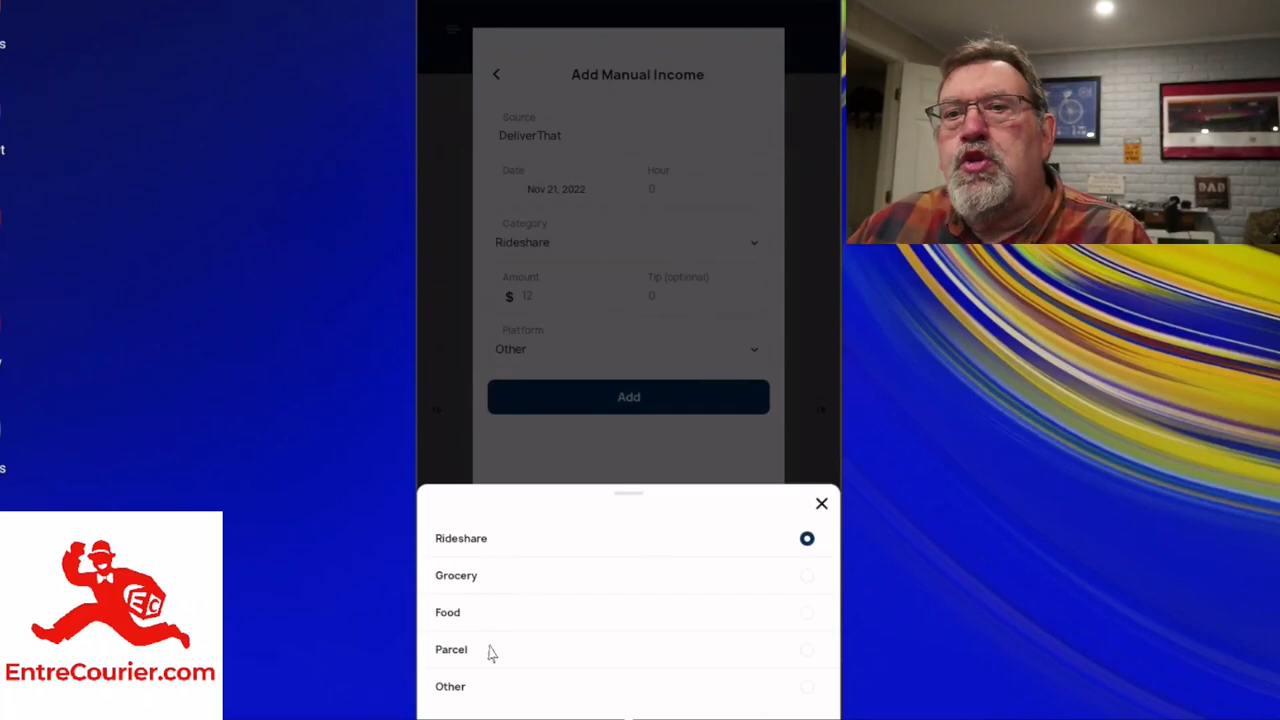 s
t
y
s
Add Manual Income
Source
DeliverThat
Date
Hour
Nov 21, 2022
0
Category
Rideshare
Amount
Tip (optional)
$ 12
0
Platform
Other
Add
Rideshare
Grocery
Food
Parcel
Other
DAD
EC
EntreCourier.com